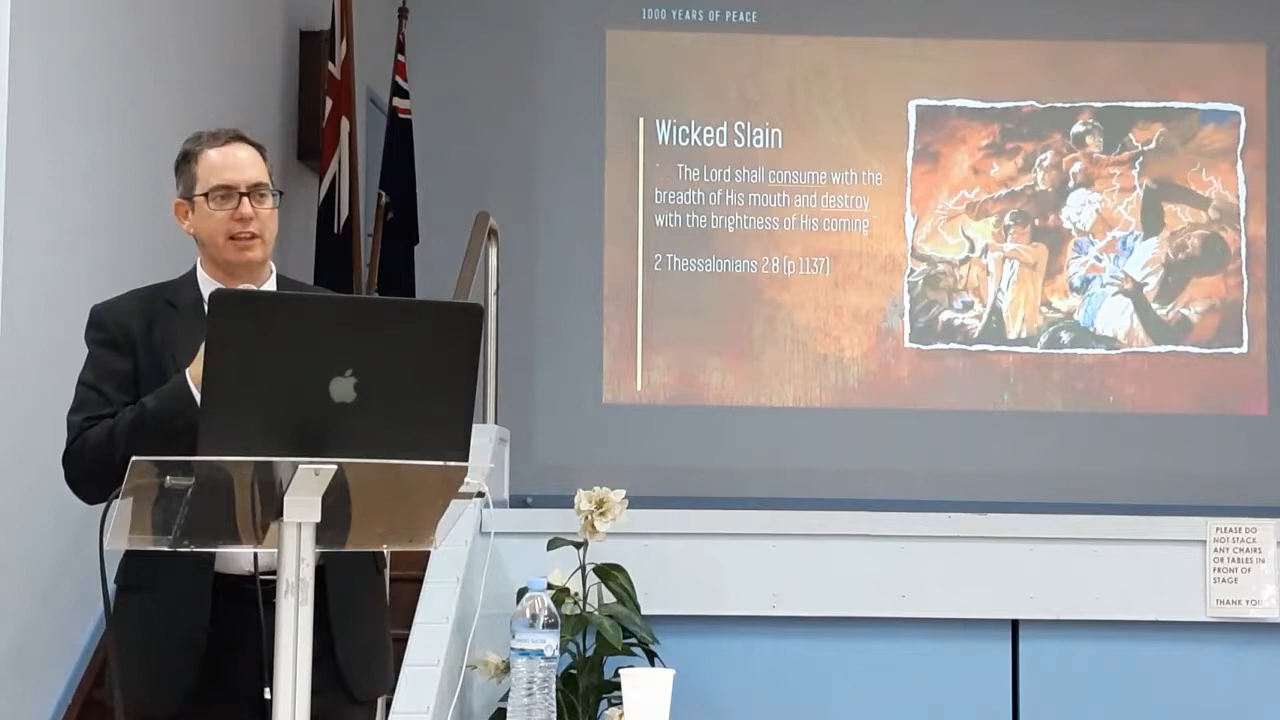 1000 YEARS OF PEACE
Wicked Slain
The Lord shall consume with the
breadth of His mouth and destroy
with the brightness of His coming
2 Thessalonians 2:8 (p 1137)
PLEASE DO
NOT STACK
ANY CHAIRS
OR TABLES IN
FRONT OF
STAGE
THANK YOU